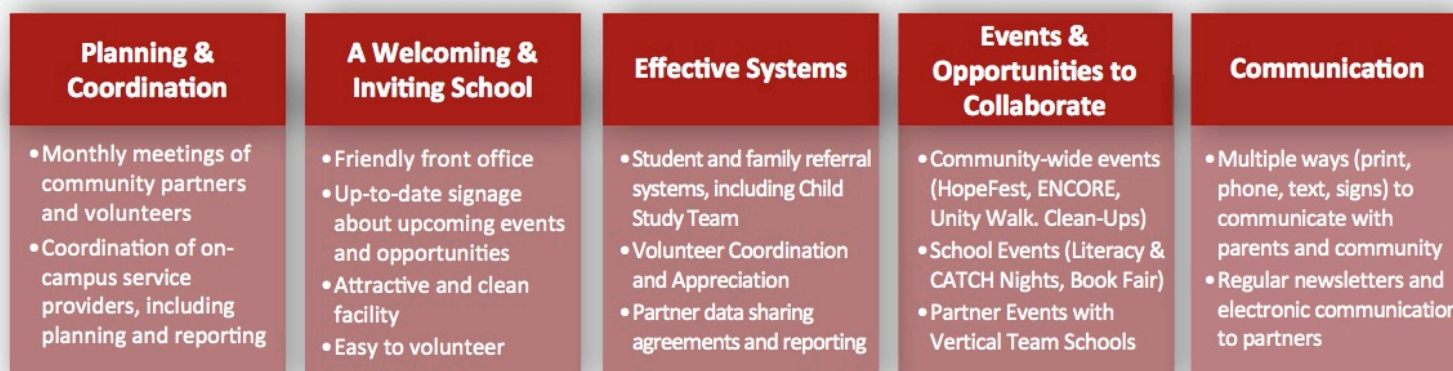 Planning &
Coordination
• Monthly meetings of
community partners
and volunteers
• Coordination of on-
campus service
providers, including
planning and reporting
A Welcoming &
Inviting School
• Friendly front office
• Up-to-date signage
about upcoming events
and opportunities
• Attractive and clean
facility
• Easy to volunteer
Effective Systems
• Student and family referral
systems, including Child
Study Team
• Volunteer Coordination
and Appreciation
• Partner data sharing
agreements and reporting
Events &
Opportunities to
Collaborate
• Community-wide events
(HopeFest, ENCORE,
Unity Walk. Clean-Ups)
• School Events (Literacy &
CATCH Nights, Book Fair)
• Partner Events with
Vertical Team Schools
Communication
• Multiple ways (print,
phone, text, signs) to
communicate with
parents and community
• Regular newsletters and
electronic communication
to partners